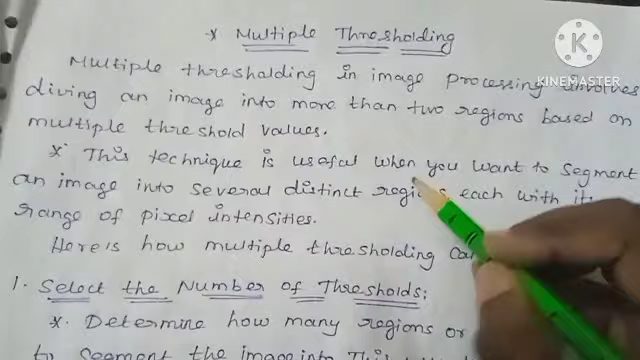 * Multiple Thresholding
Multiple thresholding in image processing involves
diving an image into more than two regions based on
multiple threshold values.
* This technique is useful when you want to segment
an image into several distinct regions each with
range of pixel intensities.
Here is how multiple thresholding
1. Select the Number of Thresholds:
* Determine how many regions or
to segment the image into This
KINEMASTER